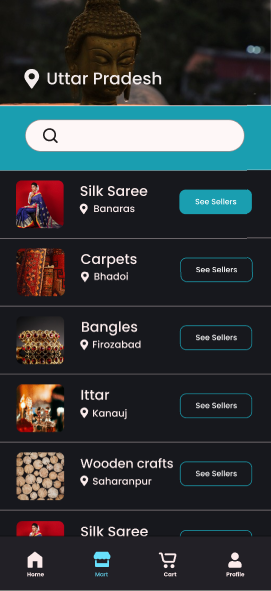 Uttar Pradesh
Silk Saree
Banaras
See Sellers
Carpets
Bhadoi
See Sellers
Bangles
Firozabad
See Sellers
Ittar
Kanauj
See Sellers
Wooden crafts
Saharanpur
See Sellers
Silk Saree
Home
Mart
Cart
Profile